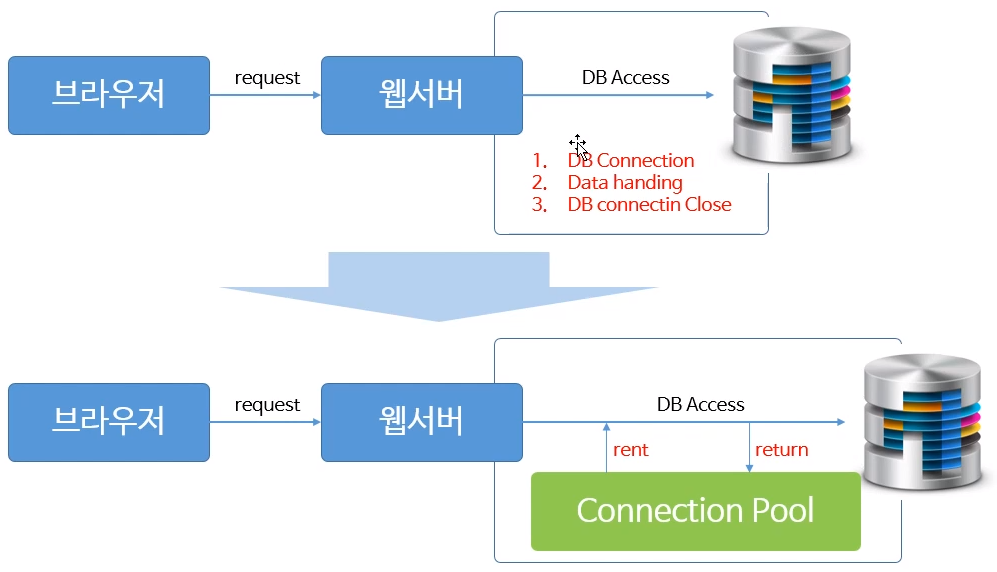 브라우저
request
웹서버
DB Access
1. DB Connection
2. Data handing
3. DB connectin Close
브라우저
request
웹서버
DB Access
rent
return
Connection Pool